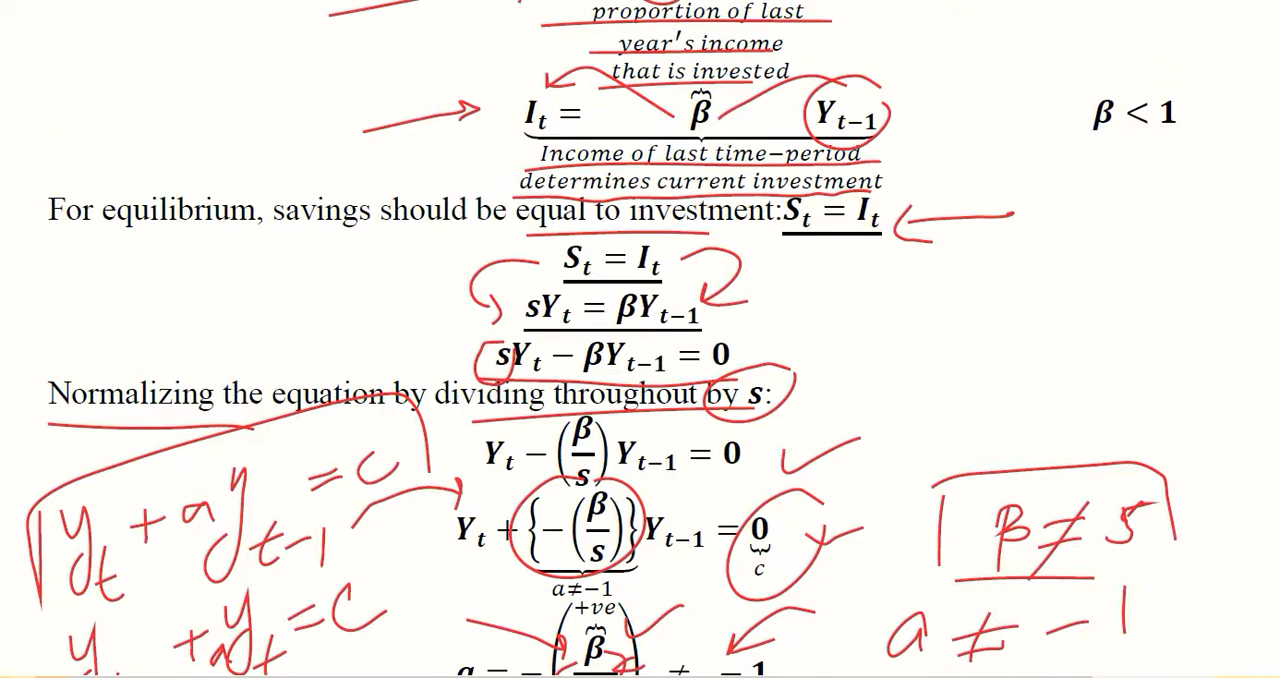 proportion of last
year's income
that is invested
I_t = β Y_{t−1} β < 1
Income of last time−period
determines current investment
For equilibrium, savings should be equal to investment: S_t = I_t
S_t = I_t
sY_t = βY_{t−1}
sY_t − βY_{t−1} = 0
Normalizing the equation by dividing throughout by s:
Y_t − (β/s) Y_{t−1} = 0
Y_t + {−(β/s)} Y_{t−1} = 0
a≠−1
c
+ve
a = −(β ≠ −1
y_t + a y_{t−1} = c
y + a y_t = c
β ≠ s
a ≠ −1